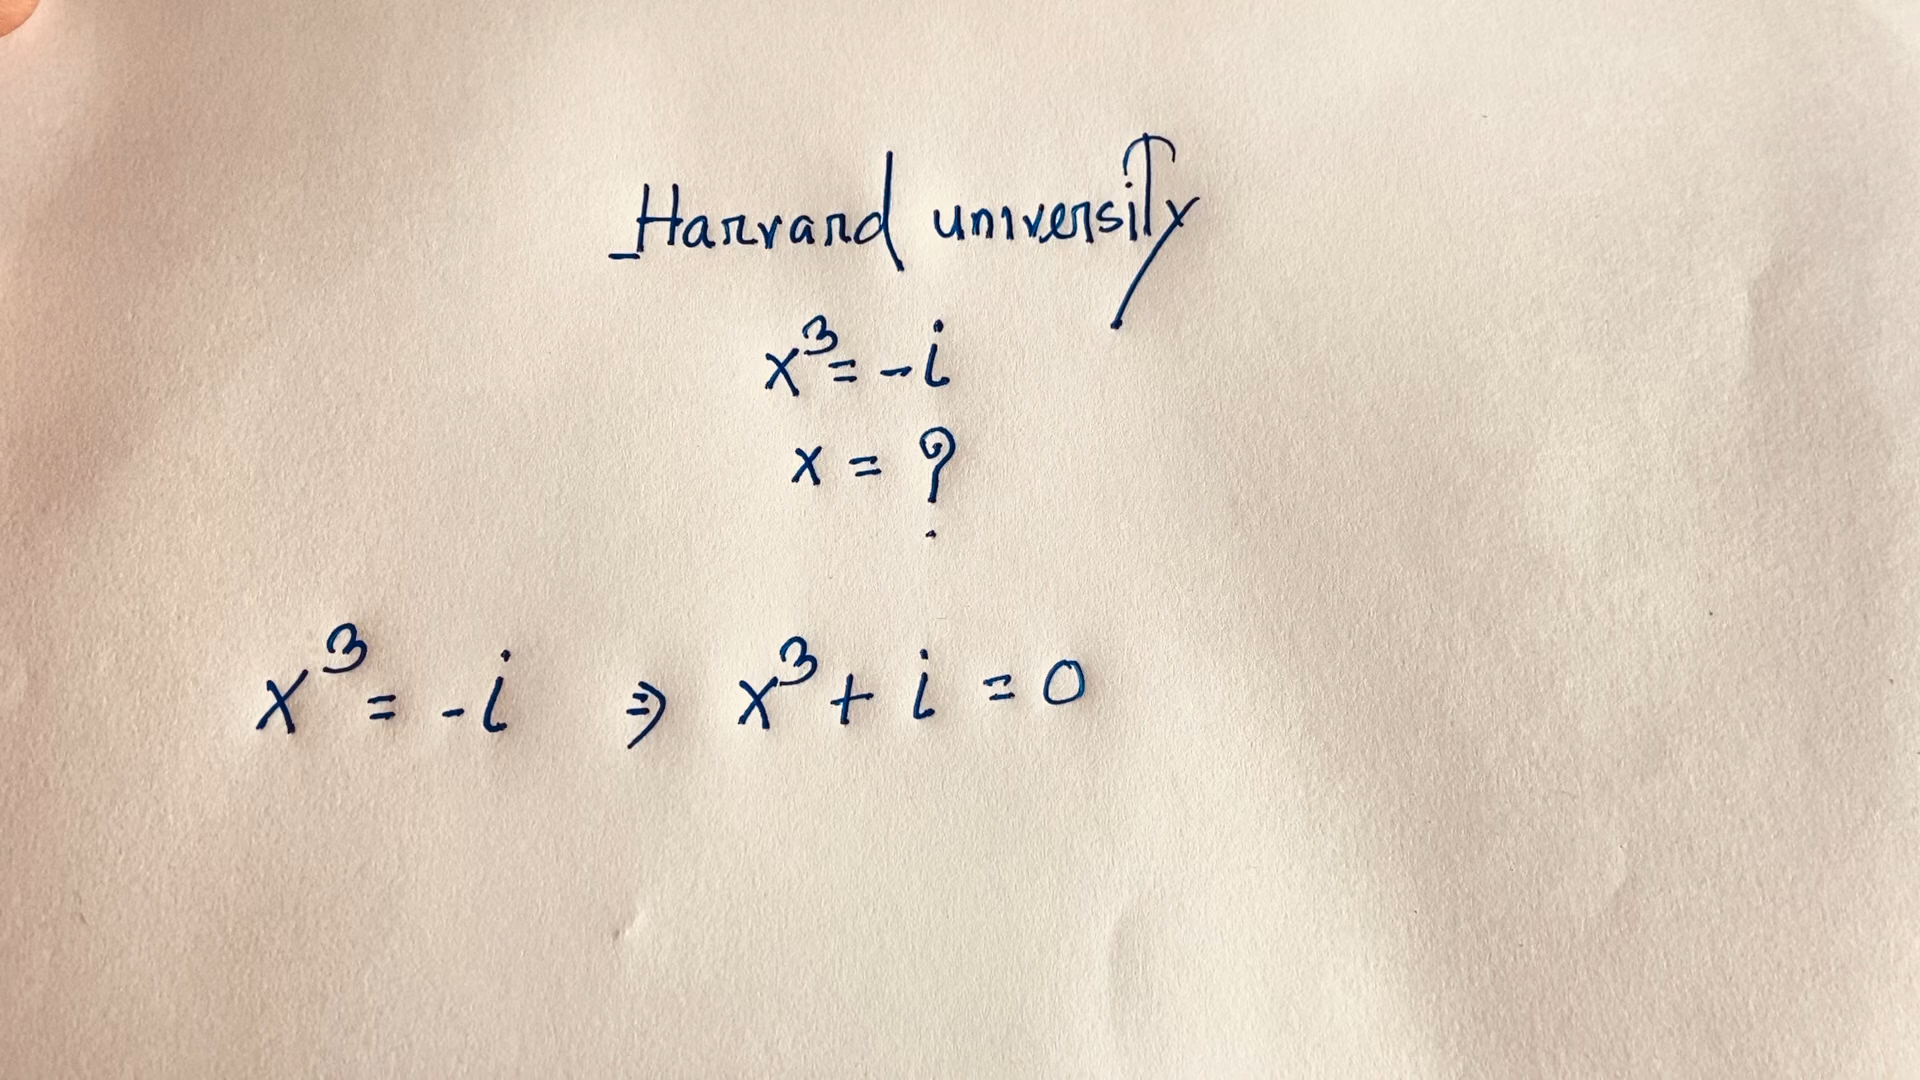 Harvard university
x³ = -i
x = ?
x³ = -i ⇒ x³ + i = 0